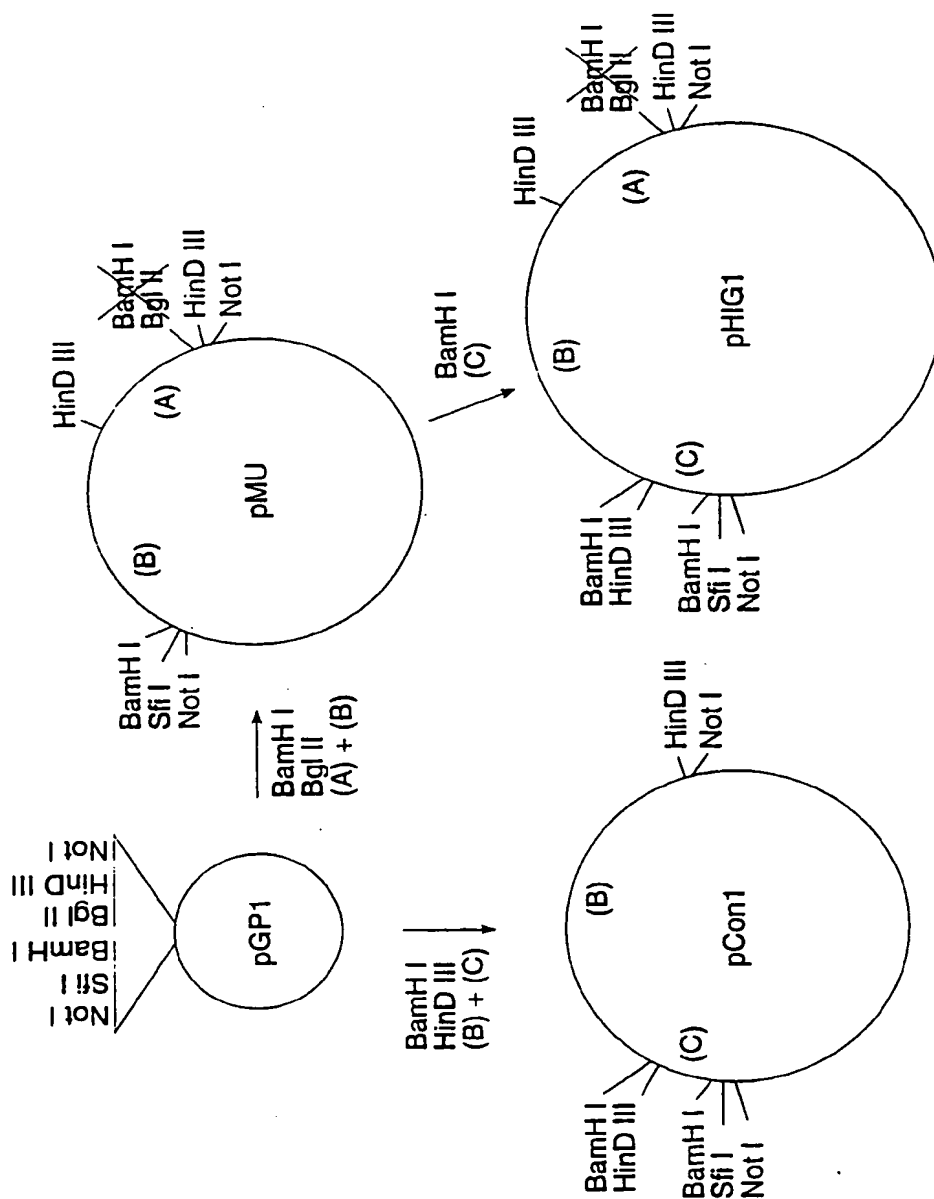 Not I
Sfi I
BamH I
Bgl II
HinD III
Not I
pGP1
BamH I
Bgl II
(A) + (B)
BamH I
Sfi I
Not I
(B)
HinD III
(A)
BamH I
Bgl II
HinD III
Not I
pMU
BamH I
HinD III
(B) + (C)
BamH I
(C)
BamH I
HinD III
(C)
BamH I
Sfi I
Not I
(B)
HinD III
Not I
pCon1
BamH I
HinD III
(C)
BamH I
Sfi I
Not I
(B)
HinD III
(A)
BamH I
Bgl II
HinD III
Not I
pHIG1